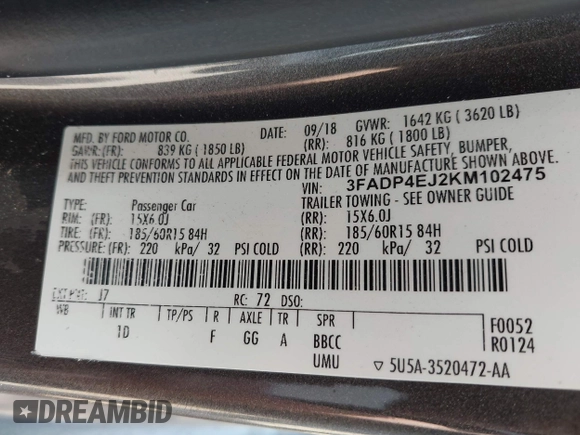 MFD. BY FORD MOTOR CO. DATE: 09/18 GVWR: 1642 KG ( 3620 LB)
GAWR: (FR): 839 KG ( 1850 LB) (RR): 816 KG ( 1800 LB)
THIS VEHICLE CONFORMS TO ALL APPLICABLE FEDERAL MOTOR VEHICLE SAFETY, BUMPER,
AND THEFT PREVENTION STANDARDS IN EFFECT ON THE DATE OF MANUFACTURE SHOWN ABOVE.
VIN: 3FADP4EJ2KM102475
TYPE: Passenger Car TRAILER TOWING - SEE OWNER GUIDE
RIM: (FR): 15X6.0J (RR): 15X6.0J
TIRE: (FR): 185/60R15 84H (RR): 185/60R15 84H
PRESSURE: (FR): 220 kPa/ 32 PSI COLD (RR): 220 kPa/ 32 PSI COLD
EXT PNT: J7 RC: 72 DSO:
WB INT TR TP/PS R AXLE TR SPR F0052
1D F GG A BBCC R0124
UMU ▽ 5U5A-3520472-AA
DREAMBID